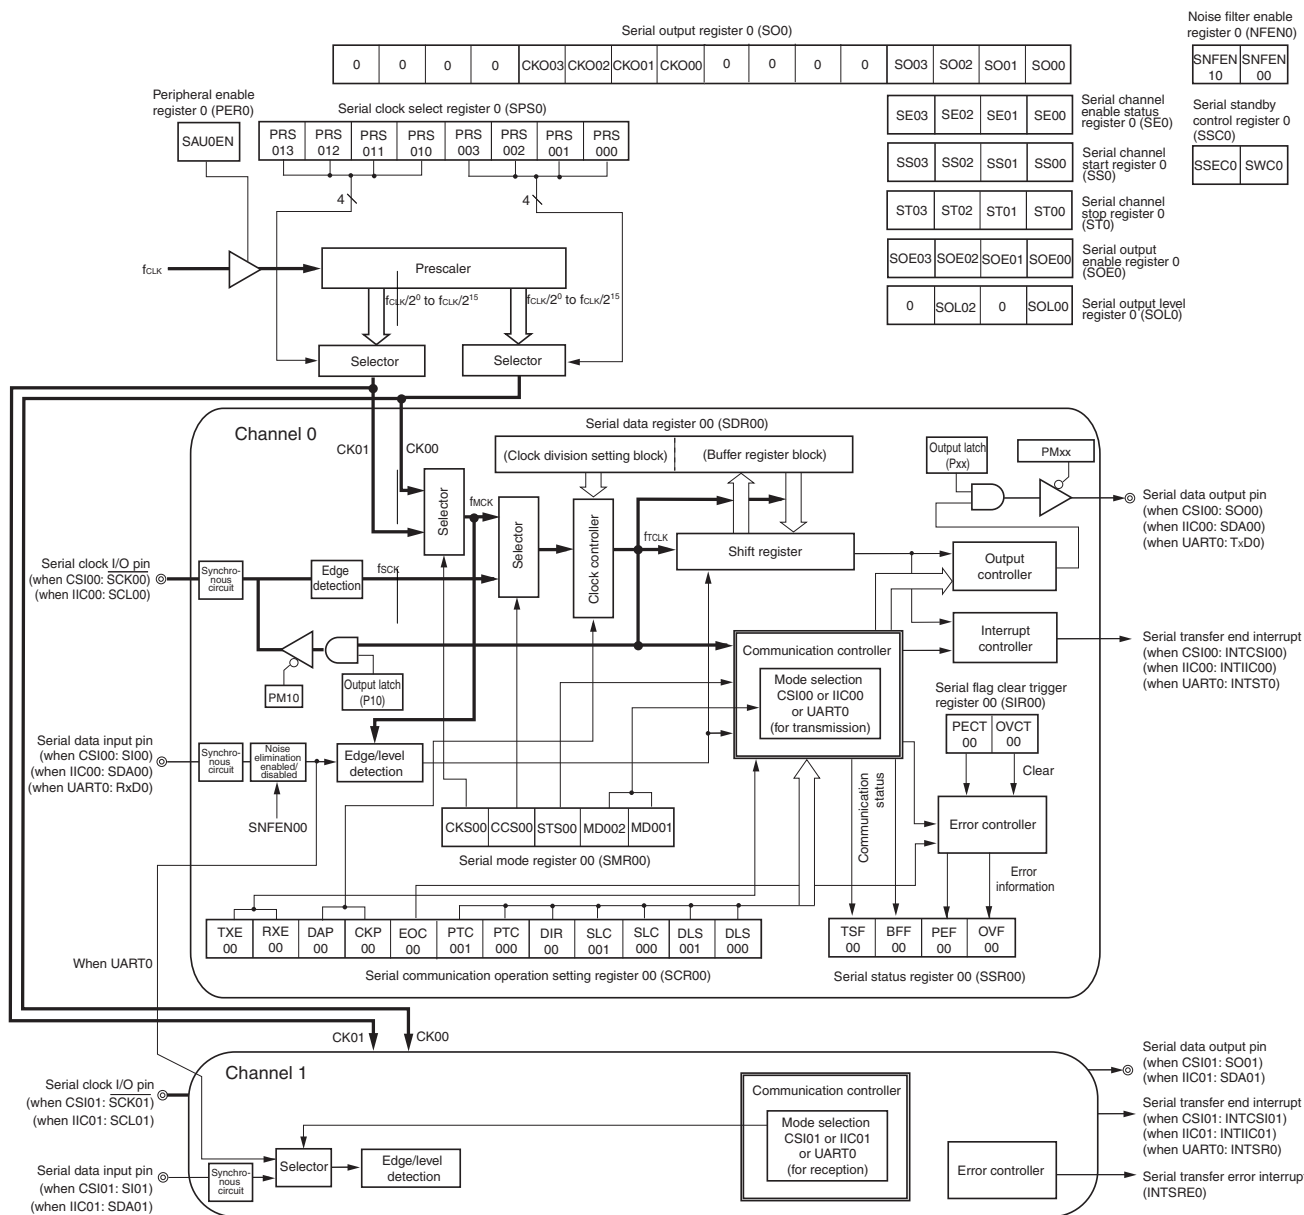 Serial output register 0 (SO0)
0 0 0 0 CKO03 CKO02 CKO01 CKO00 0 0 0 0 SO03 SO02 SO01 SO00
Noise filter enable
register 0 (NFEN0)
SNFEN SNFEN
10 00
Peripheral enable
register 0 (PER0)
SAU0EN
Serial clock select register 0 (SPS0)
PRS PRS PRS PRS PRS PRS PRS PRS
013 012 011 010 003 002 001 000
SE03 SE02 SE01 SE00
Serial channel
enable status
register 0 (SE0)
Serial standby
control register 0
(SSC0)
SSEC0 SWC0
SS03 SS02 SS01 SS00
Serial channel
start register 0
(SS0)
ST03 ST02 ST01 ST00
Serial channel
stop register 0
(ST0)
SOE03 SOE02 SOE01 SOE00
Serial output
enable register 0
(SOE0)
0 SOL02 0 SOL00
Serial output level
register 0 (SOL0)
4
4
fCLK
Prescaler
fCLK/2⁰ to fCLK/2¹⁵
fCLK/2⁰ to fCLK/2¹⁵
Selector
Selector
Channel 0
CK01
CK00
Serial data register 00 (SDR00)
(Clock division setting block)
(Buffer register block)
Output latch
(Pxx)
PMxx
Serial data output pin
(when CSI00: SO00)
(when IIC00: SDA00)
(when UART0: TxD0)
Selector
fMCK
Selector
Clock controller
fTCLK
Shift register
Output
controller
Serial clock I/O pin
(when CSI00: SCK00)
(when IIC00: SCL00)
Synchro-
nous
circuit
Edge
detection
fSCK
PM10
Output latch
(P10)
Communication controller
Mode selection
CSI00 or IIC00
or UART0
(for transmission)
Interrupt
controller
Serial transfer end interrupt
(when CSI00: INTCSI00)
(when IIC00: INTIIC00)
(when UART0: INTST0)
Serial flag clear trigger
register 00 (SIR00)
PECT OVCT
00 00
Clear
Serial data input pin
(when CSI00: SI00)
(when IIC00: SDA00)
(when UART0: RxD0)
Synchro-
nous
circuit
Noise
elimination
enabled/
disabled
Edge/level
detection
SNFEN00
CKS00 CCS00 STS00 MD002 MD001
Serial mode register 00 (SMR00)
Communication
status
Error controller
Error
information
TXE RXE DAP CKP EOC PTC PTC DIR SLC SLC DLS DLS
00 00 00 00 00 001 000 00 001 000 001 000
Serial communication operation setting register 00 (SCR00)
TSF BFF PEF OVF
00 00 00 00
Serial status register 00 (SSR00)
When UART0
CK01
CK00
Channel 1
Serial clock I/O pin
(when CSI01: SCK01)
(when IIC01: SCL01)
Serial data input pin
(when CSI01: SI01)
(when IIC01: SDA01)
Synchro-
nous
circuit
Selector
Edge/level
detection
Communication controller
Mode selection
CSI01 or IIC01
or UART0
(for reception)
Error controller
Serial data output pin
(when CSI01: SO01)
(when IIC01: SDA01)
Serial transfer end interrupt
(when CSI01: INTCSI01)
(when IIC01: INTIIC01)
(when UART0: INTSR0)
Serial transfer error interrupt
(INTSRE0)